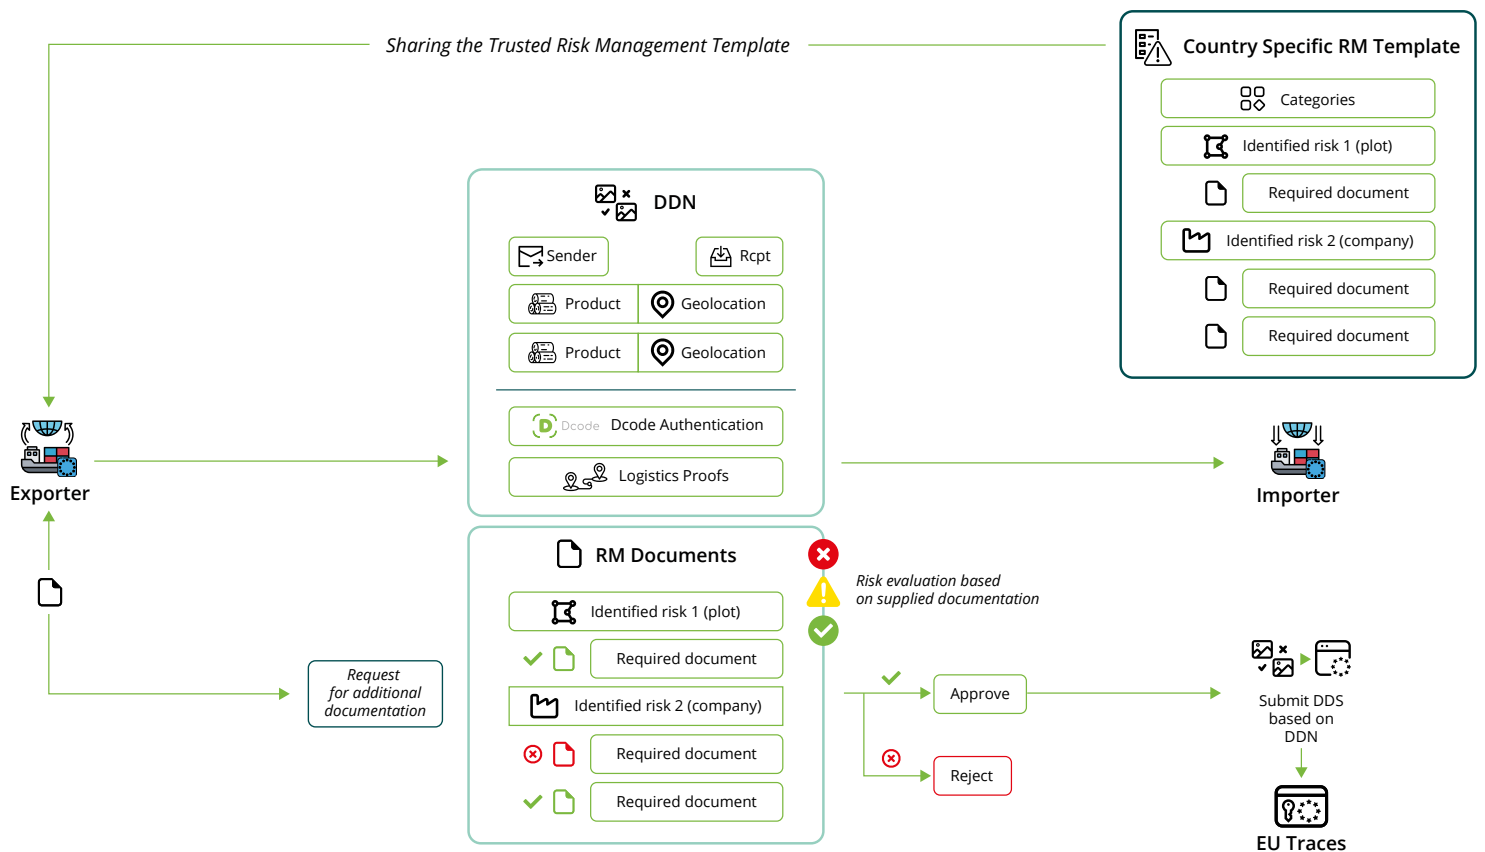 Sharing the Trusted Risk Management Template
Country Specific RM Template
Categories
Identified risk 1 (plot)
Required document
Identified risk 2 (company)
Required document
Required document
DDN
Sender
Rcpt
Product
Geolocation
Product
Geolocation
D Dcode
Dcode Authentication
Logistics Proofs
Exporter
Importer
RM Documents
Identified risk 1 (plot)
Required document
Identified risk 2 (company)
Required document
Required document
Risk evaluation based
on supplied documentation
Request
for additional
documentation
Approve
Reject
Submit DDS
based on
DDN
EU Traces